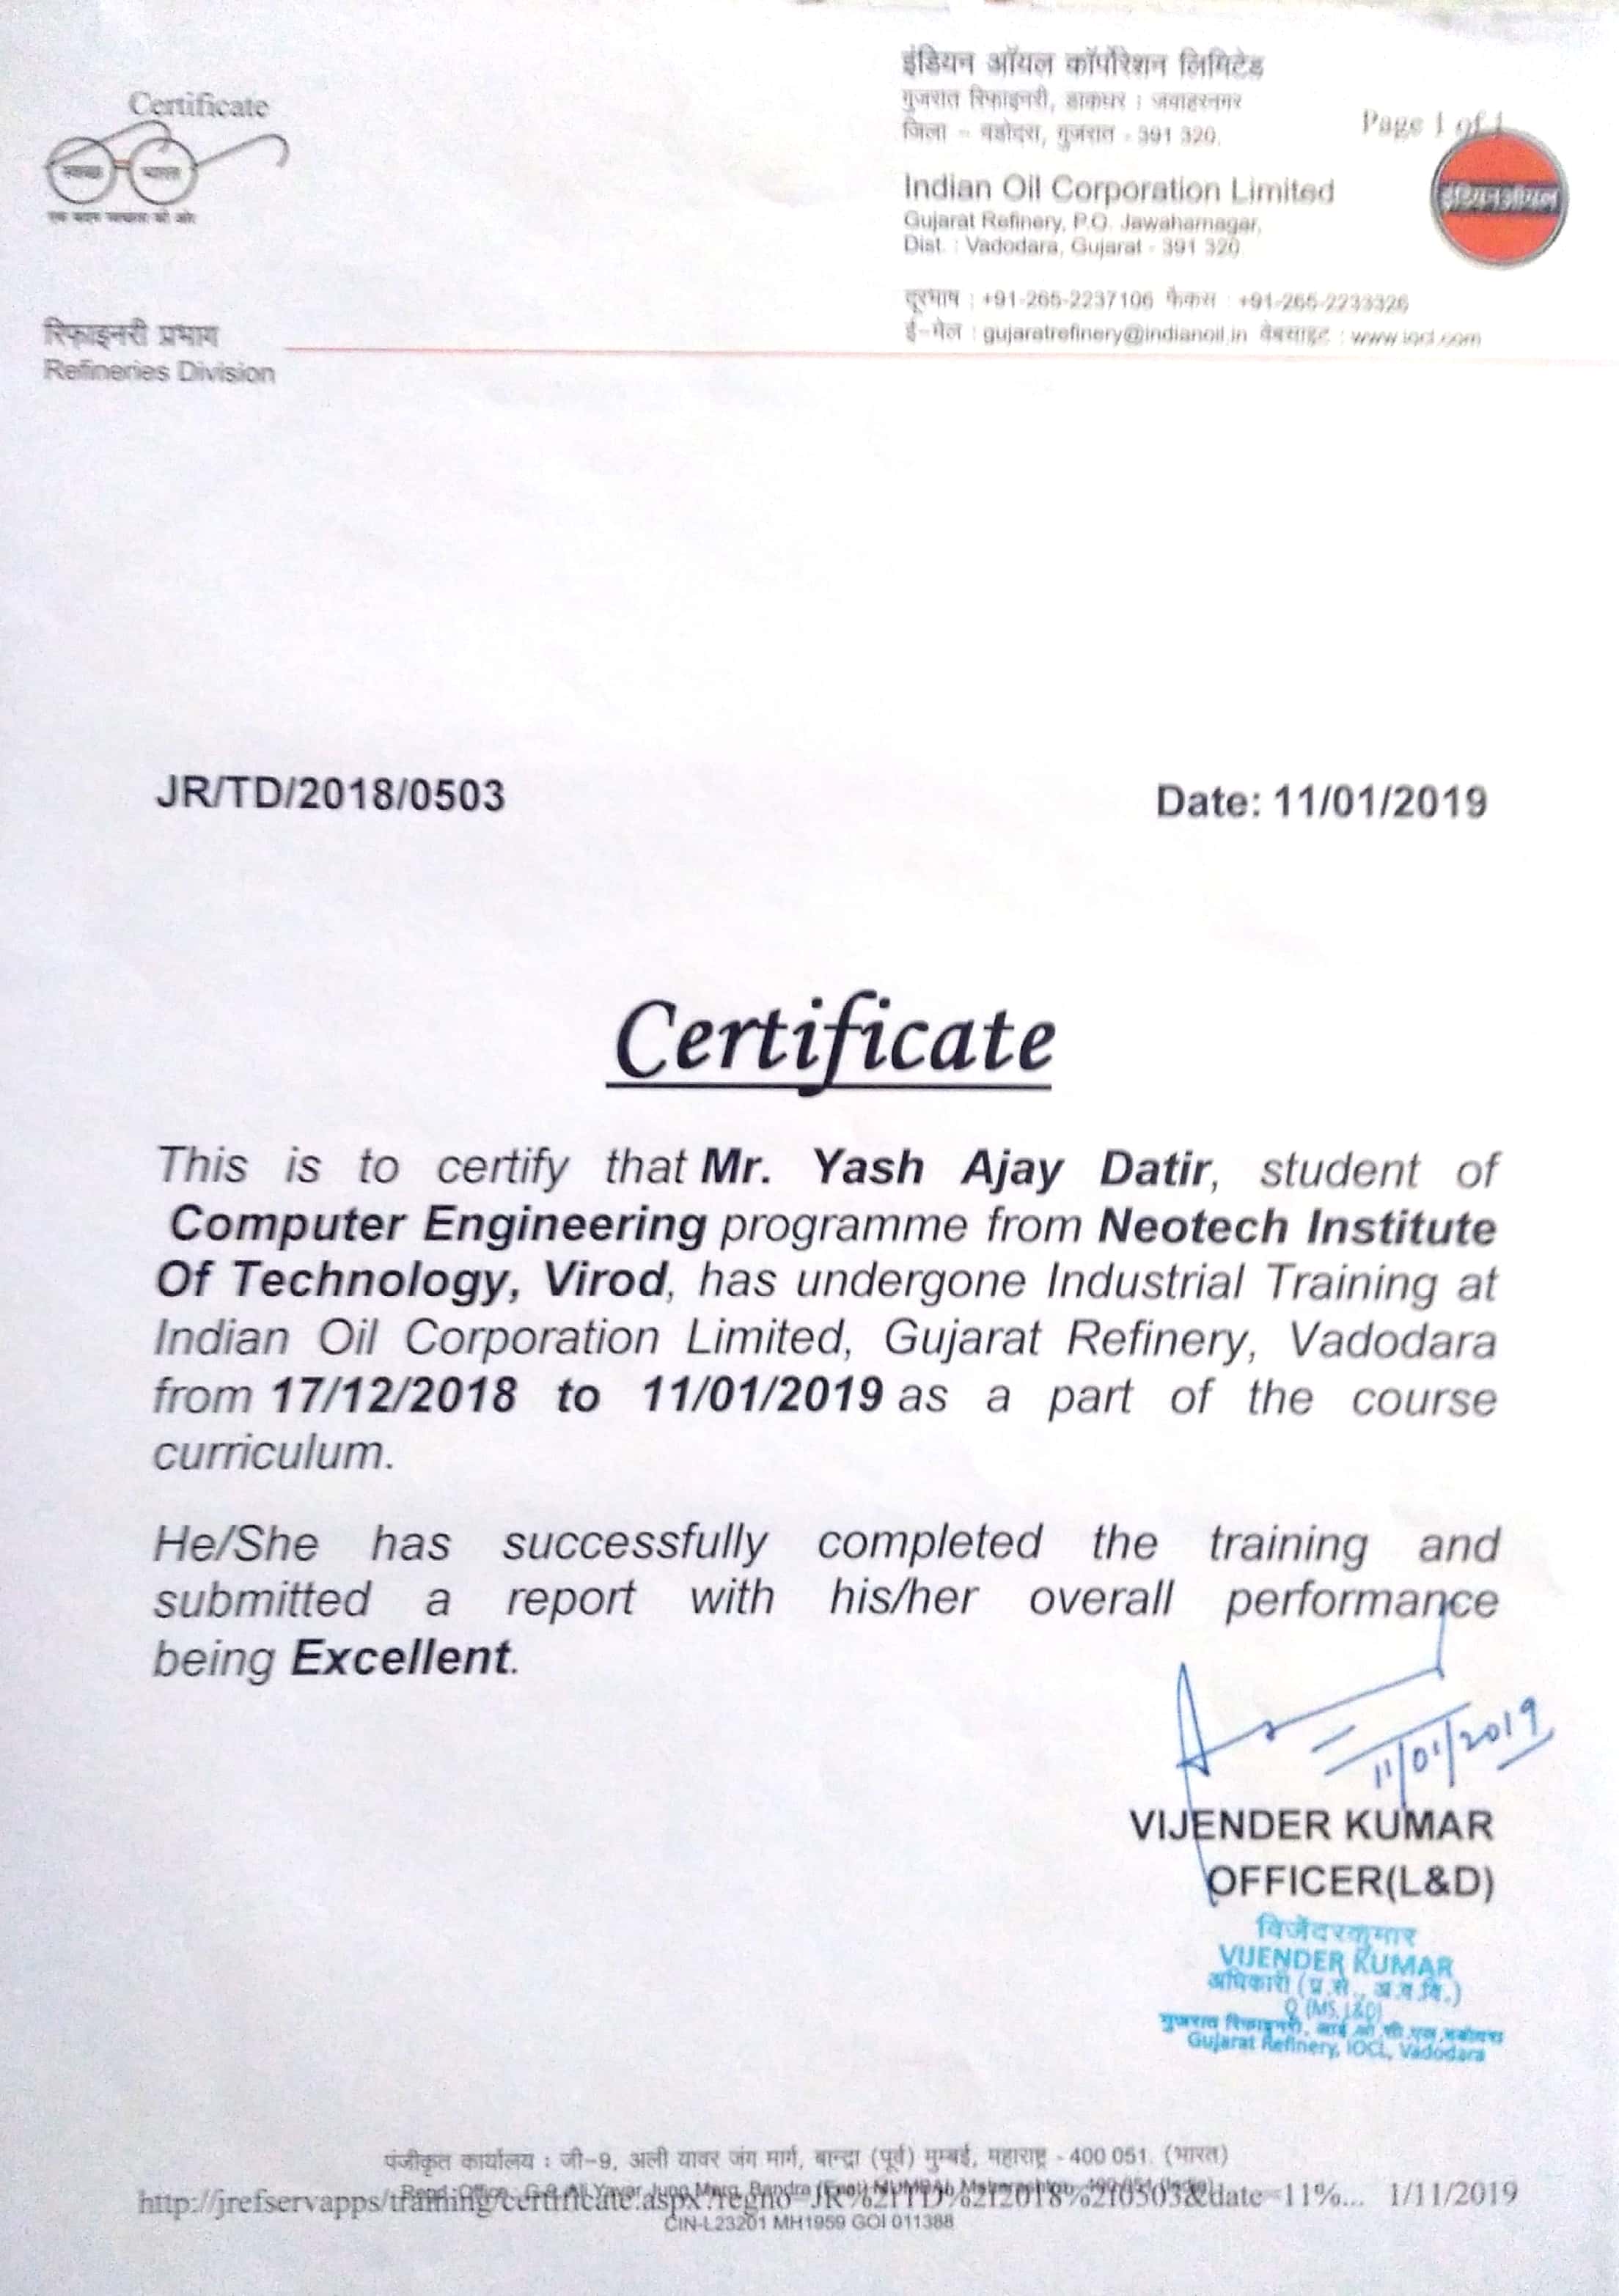 Certificate
स्वच्छ भारत
एक कदम स्वच्छता की ओर
इंडियन ऑयल कॉर्पोरेशन लिमिटेड
गुजरात रिफाइनरी, डाकघर : जवाहरनगर
जिला - वडोदरा, गुजरात - 391 320.
Page 1 of 1
Indian Oil Corporation Limited
Gujarat Refinery, P.O. Jawaharnagar,
Dist. : Vadodara, Gujarat - 391 320
इंडियनऑयल
दूरभाष : +91-265-2237106 फैकस : +91-265-2233326
ई-मेल : gujaratrefinery@indianoil.in वेबसाइट : www.iocl.com
रिफाइनरी प्रभाग
Refineries Division
JR/TD/2018/0503
Date: 11/01/2019
Certificate
This is to certify that Mr. Yash Ajay Datir, student of
Computer Engineering programme from Neotech Institute
Of Technology, Virod, has undergone Industrial Training at
Indian Oil Corporation Limited, Gujarat Refinery, Vadodara
from 17/12/2018 to 11/01/2019 as a part of the course
curriculum.
He/She has successfully completed the training and
submitted a report with his/her overall performance
being Excellent.
11/01/2019
VIJENDER KUMAR
OFFICER(L&D)
विजेंदरकुमार
VIJENDER KUMAR
अधिकारी (प्र.से.,
O (MS, L&D)
गुजरात रिफाइनरी, आई ओ सी एल, वडोदरा
Gujarat Refinery, IOCL, Vadodara
पंजीकृत कार्यालय : जी-9, अली यावर जंग मार्ग, बान्द्रा (पूर्व) मुम्बई, महाराष्ट्र - 400 051. (भारत)
Regd. Office : G-9, Ali Yavar Jung Marg, Bandra (East) MUMBAI, Maharashtra - 400 051 (India)
http://jrefservapps/training/certificate.aspx?regno=JR%2fTD%2f2018%2f0503&date=11%... 1/11/2019
CIN-L23201 MH1959 GOI 011388